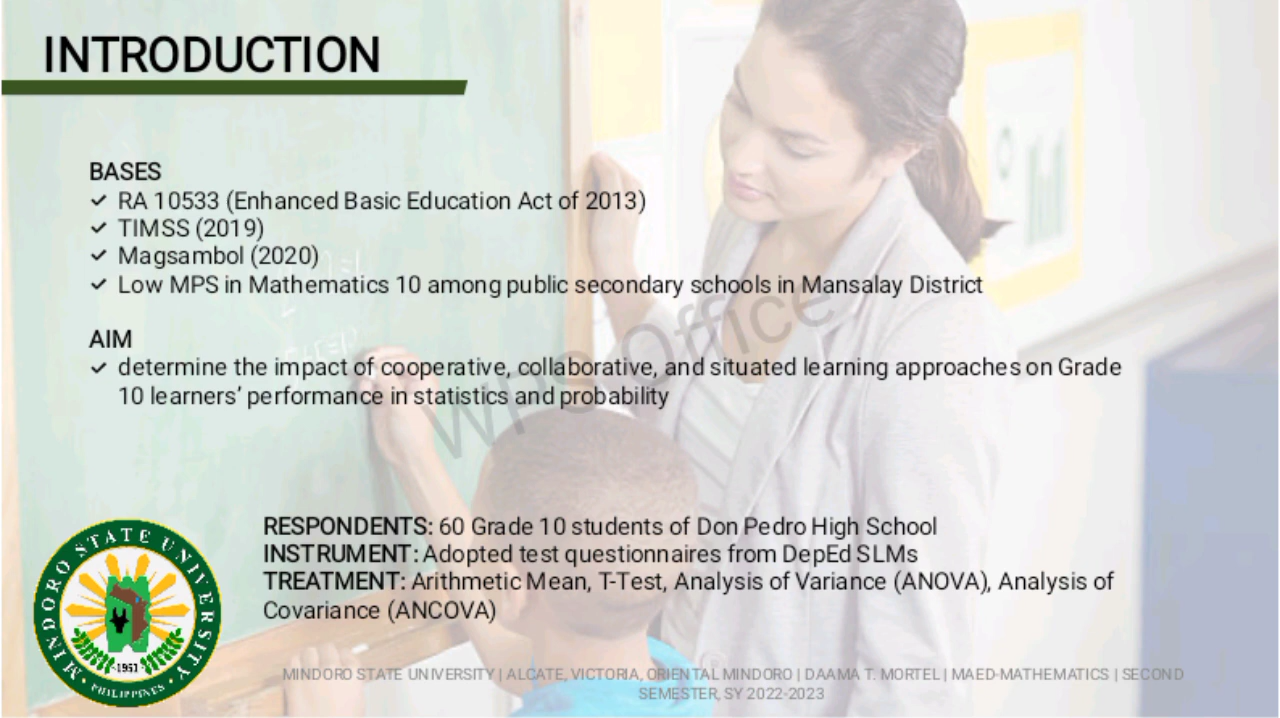 INTRODUCTION
BASES
✓ RA 10533 (Enhanced Basic Education Act of 2013)
✓ TIMSS (2019)
✓ Magsambol (2020)
✓ Low MPS in Mathematics 10 among public secondary schools in Mansalay District
AIM
✓ determine the impact of cooperative, collaborative, and situated learning approaches on Grade
10 learners’ performance in statistics and probability
WPS Office
RESPONDENTS: 60 Grade 10 students of Don Pedro High School
INSTRUMENT: Adopted test questionnaires from DepEd SLMs
TREATMENT: Arithmetic Mean, T-Test, Analysis of Variance (ANOVA), Analysis of
Covariance (ANCOVA)
MINDORO STATE UNIVERSITY
1951
PHILIPPINES
MINDORO STATE UNIVERSITY | ALCATE, VICTORIA, ORIENTAL MINDORO | DAAMA T. MORTEL | MAED-MATHEMATICS | SECOND
SEMESTER, SY 2022-2023